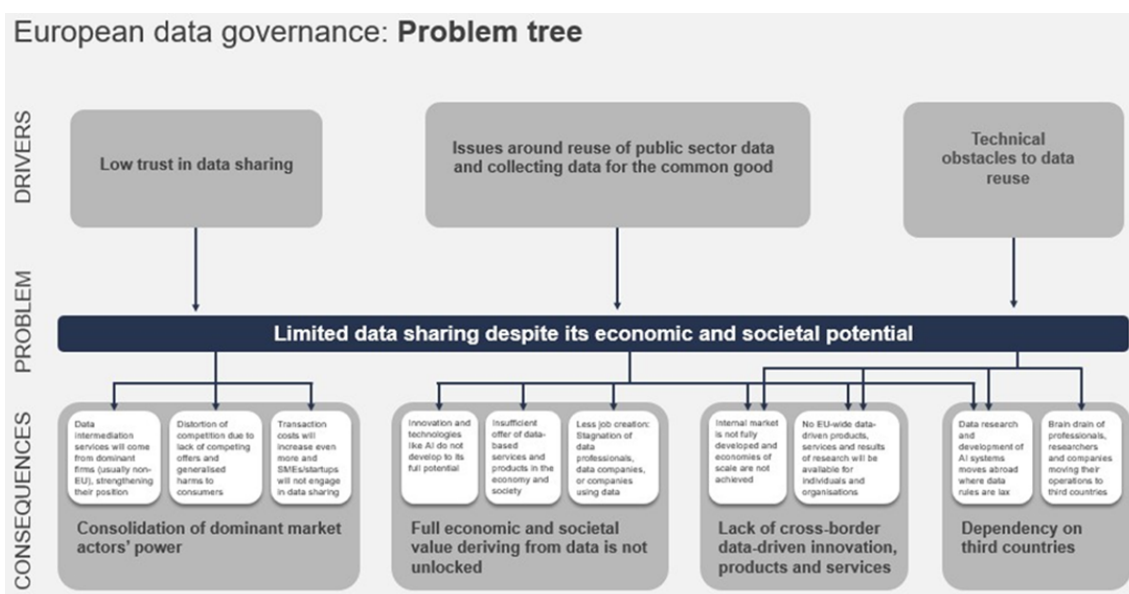 European data governance: Problem tree
DRIVERS
Low trust in data sharing
Issues around reuse of public sector data
and collecting data for the common good
Technical
obstacles to data
reuse
PROBLEM
Limited data sharing despite its economic and societal potential
CONSEQUENCES
Data
intermediation
services will come
from dominant
firms (usually non-
EU), strengthening
their position
Distortion of
competition due to
lack of competing
offers and
generalised
harms to
consumers
Transaction
costs will
increase even
more and
SMEs/startups
will not engage
in data sharing
Consolidation of dominant market
actors' power
Innovation and
technologies
like AI do not
develop to its
full potential
Insufficient
offer of data-
based
services and
products in the
economy and
society
Less job creation:
Stagnation of
data
professionals,
data companies,
or companies
using data
Full economic and societal
value deriving from data is not
unlocked
Internal market
is not fully
developed and
economies of
scale are not
achieved
No EU-wide data-
driven products,
services and results
of research will be
available for
individuals and
organisations
Lack of cross-border
data-driven innovation,
products and services
Data research
and
development of
AI systems
moves abroad
where data
rules are lax
Brain drain of
professionals,
researchers
and companies
moving their
operations to
third countries
Dependency on
third countries